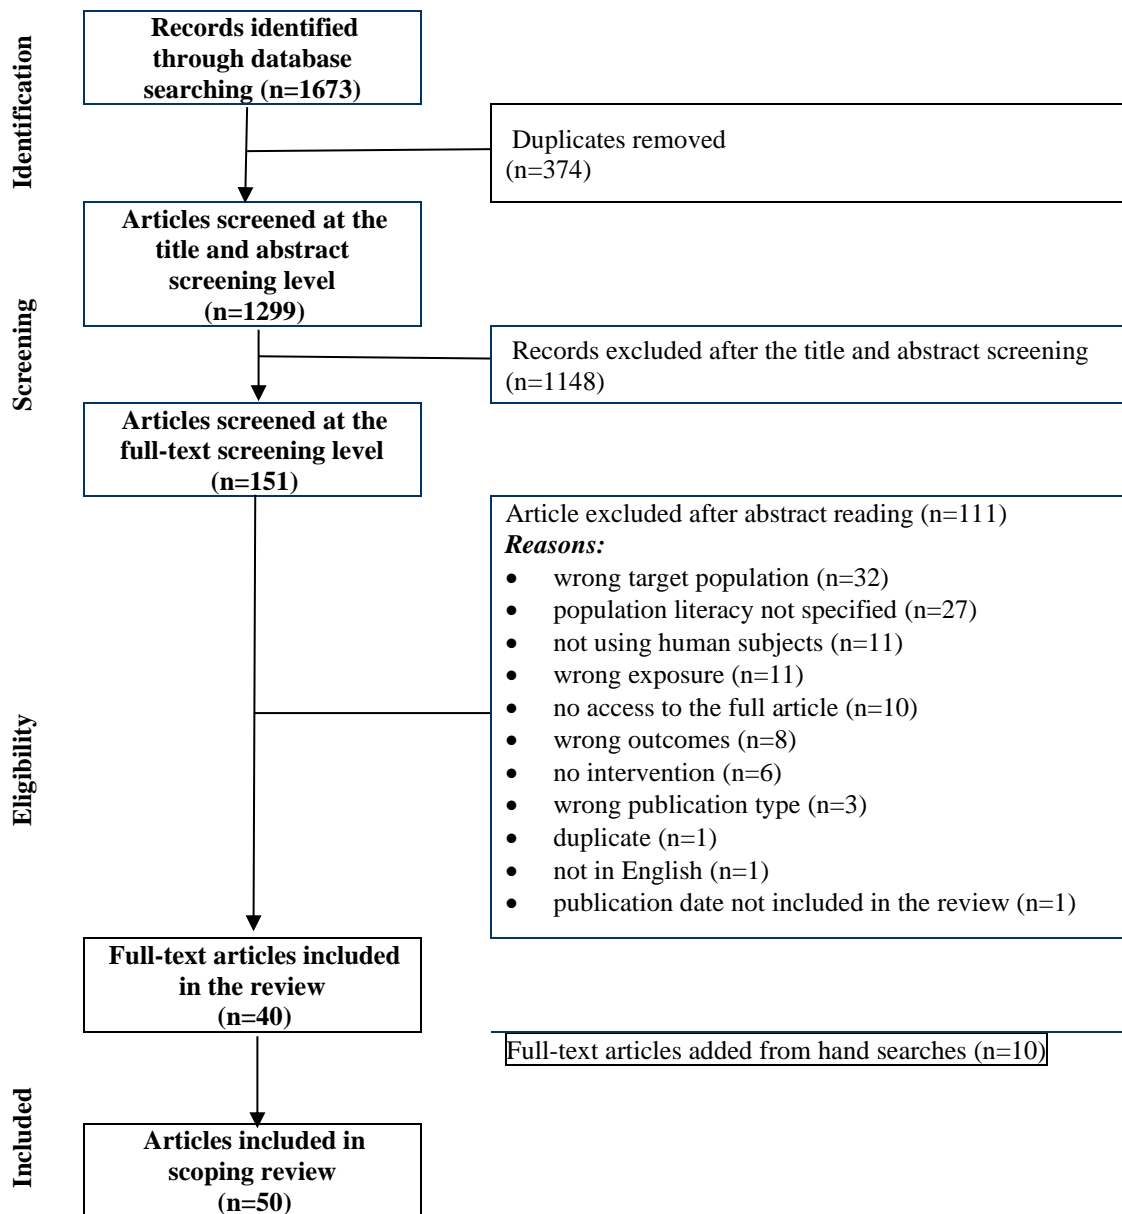 Identification
Records identified
through database
searching (n=1673)
Duplicates removed
(n=374)
Screening
Articles screened at the
title and abstract
screening level
(n=1299)
Records excluded after the title and abstract screening
(n=1148)
Articles screened at the
full-text screening level
(n=151)
Eligibility
Article excluded after abstract reading (n=111)
Reasons:
• wrong target population (n=32)
• population literacy not specified (n=27)
• not using human subjects (n=11)
• wrong exposure (n=11)
• no access to the full article (n=10)
• wrong outcomes (n=8)
• no intervention (n=6)
• wrong publication type (n=3)
• duplicate (n=1)
• not in English (n=1)
• publication date not included in the review (n=1)
Full-text articles included
in the review
(n=40)
Full-text articles added from hand searches (n=10)
Included
Articles included in
scoping review
(n=50)